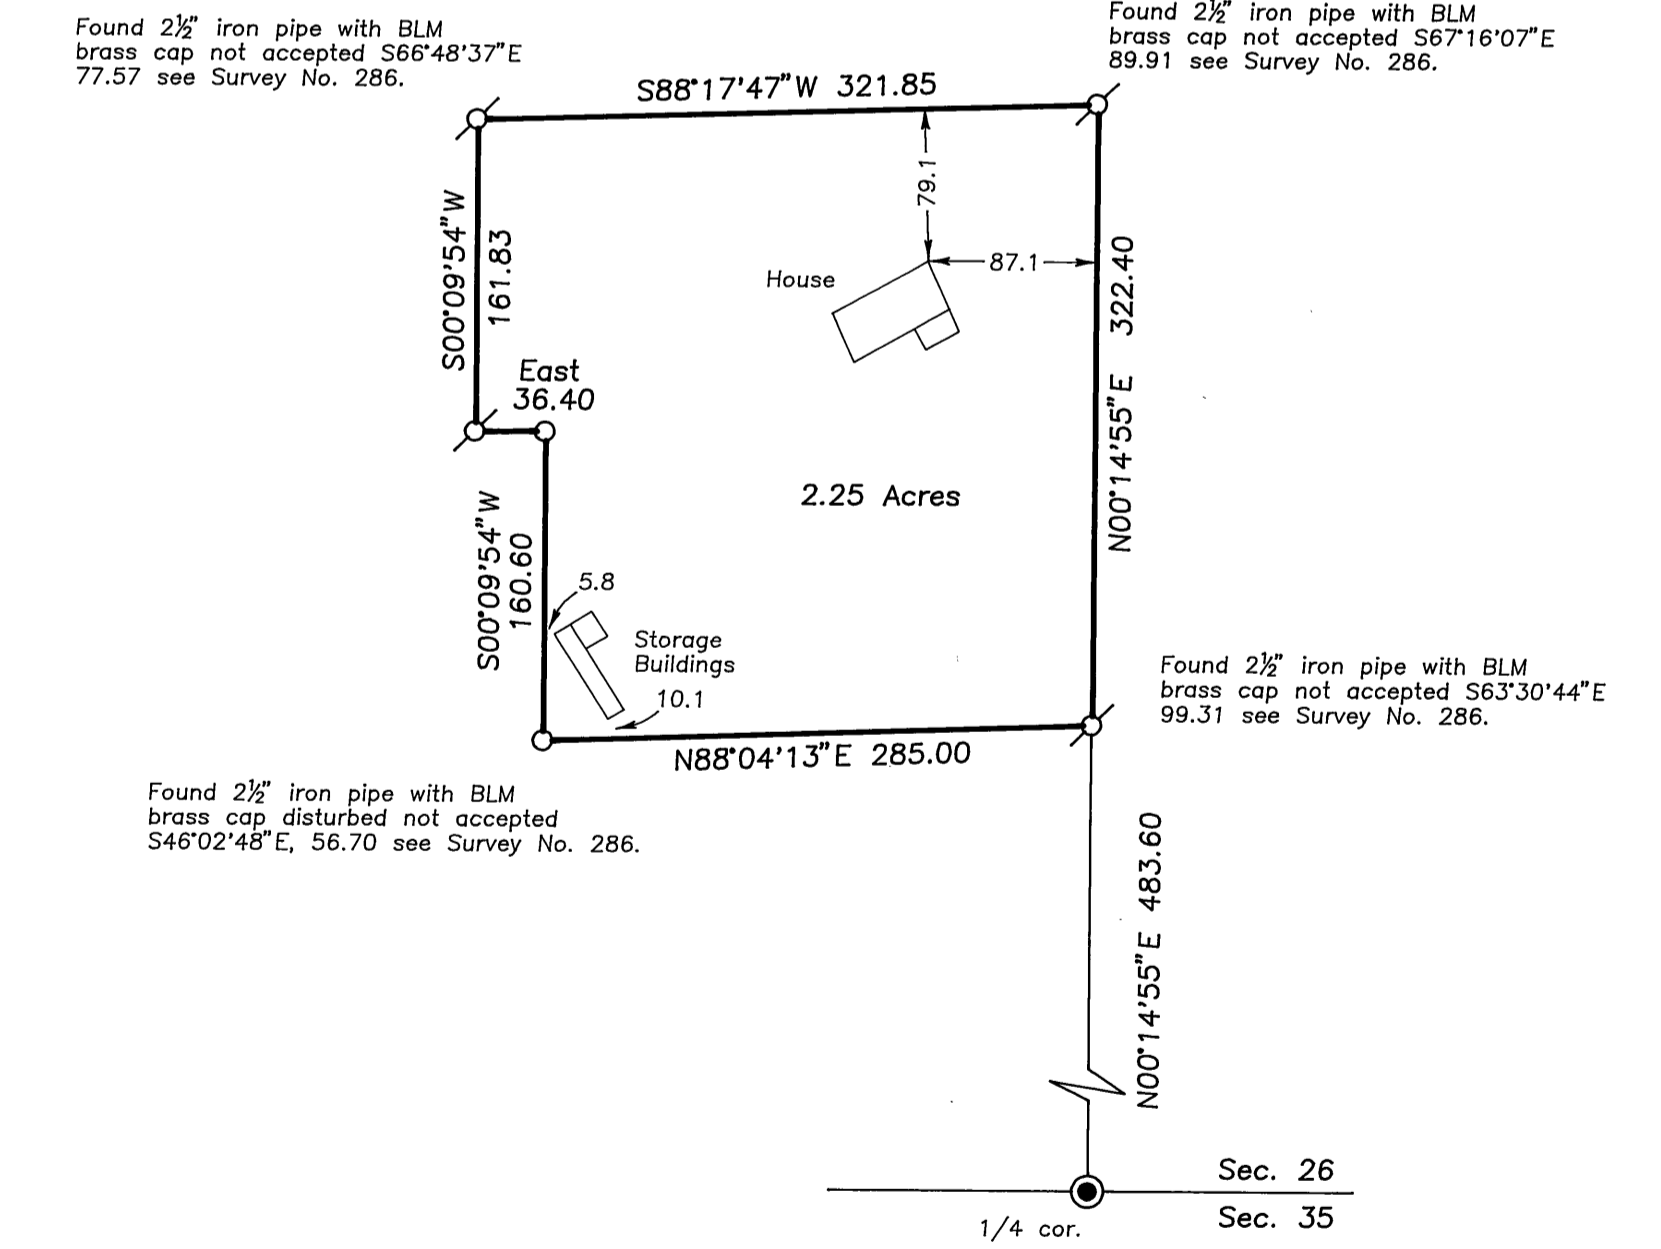 Found 2½" iron pipe with BLM
brass cap not accepted S66°48'37"E
77.57 see Survey No. 286.
Found 2½" iron pipe with BLM
brass cap not accepted S67°16'07"E
89.91 see Survey No. 286.
S88°17'47"W 321.85
S00°09'54"W
161.83
79.1
87.1
House
N00°14'55"E 322.40
East
36.40
2.25 Acres
S00°09'54"W
160.60
5.8
Storage
Buildings
10.1
Found 2½" iron pipe with BLM
brass cap not accepted S63°30'44"E
99.31 see Survey No. 286.
N88°04'13"E 285.00
Found 2½" iron pipe with BLM
brass cap disturbed not accepted
S46°02'48"E, 56.70 see Survey No. 286.
N00°14'55"E 483.60
Sec. 26
Sec. 35
1/4 cor.